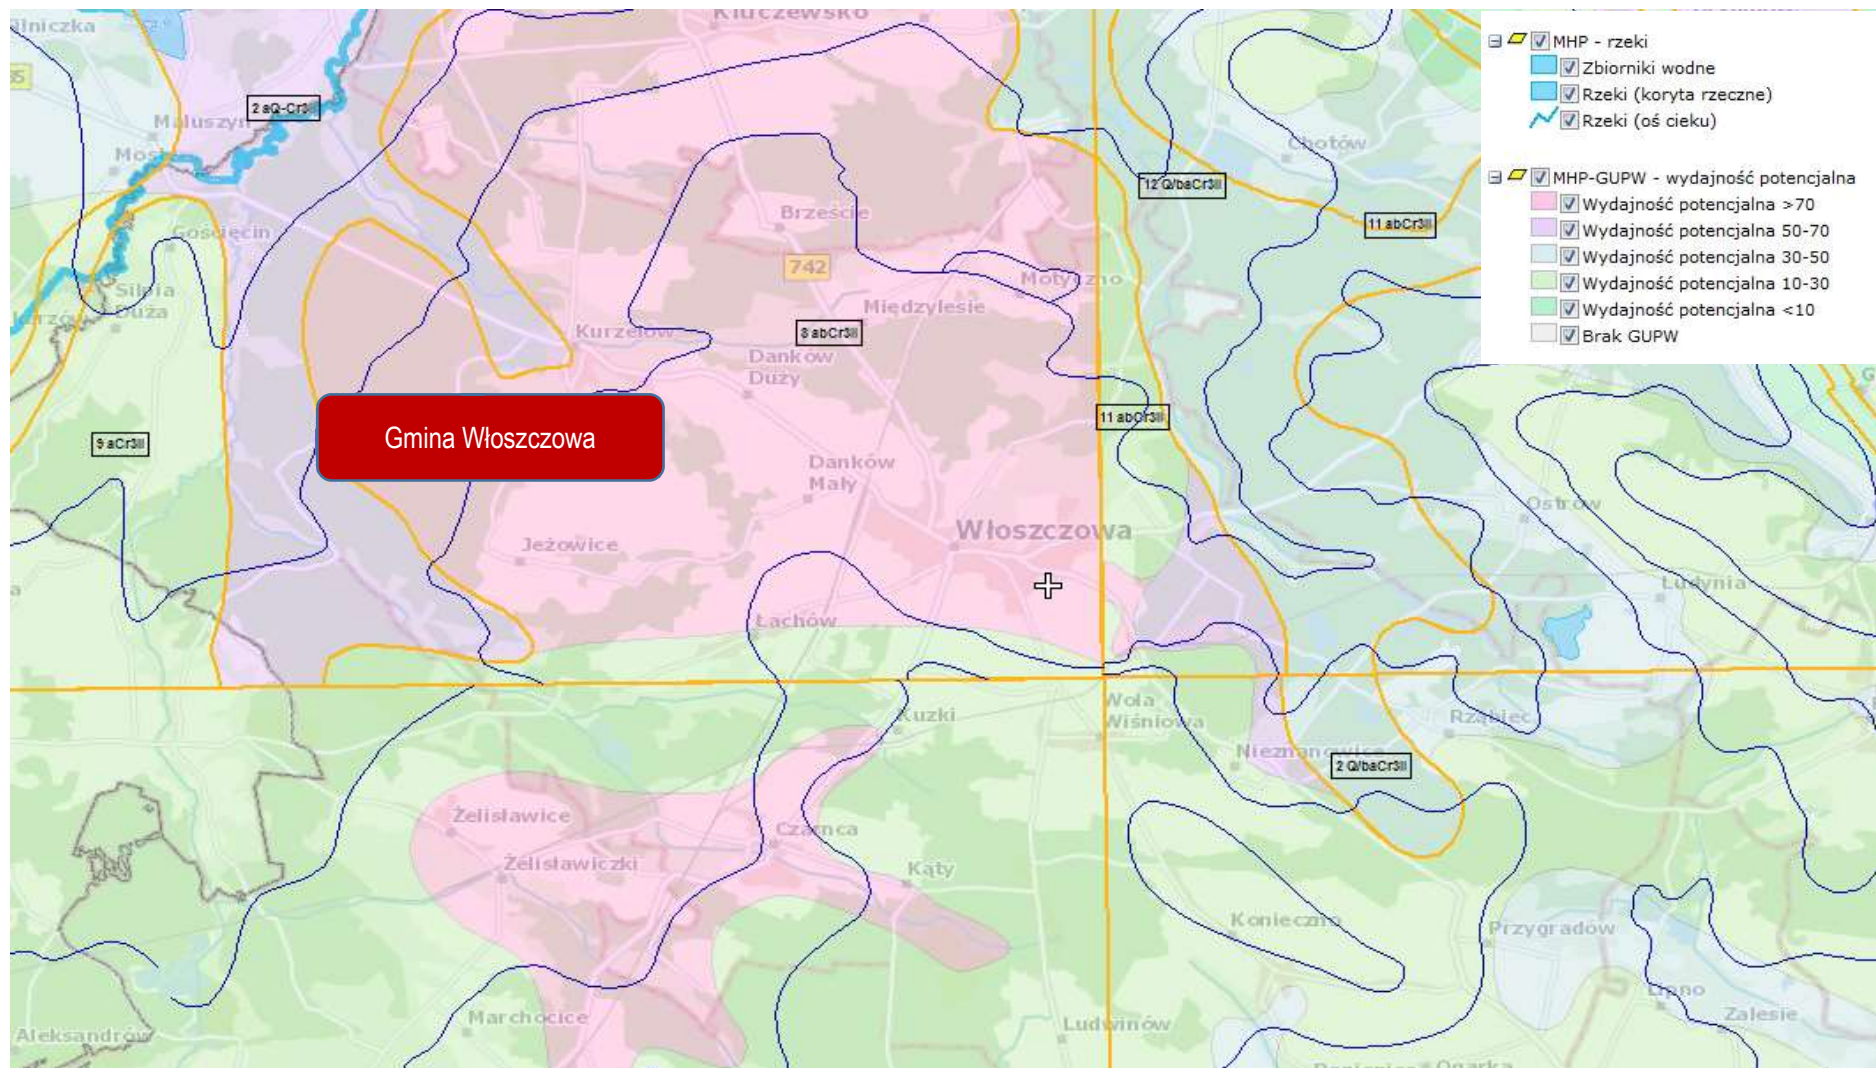 Kluczewsko
MHP - rzeki
Zbiorniki wodne
Rzeki (koryta rzeczne)
Rzeki (oś cieku)
MHP-GUPW - wydajność potencjalna
Wydajność potencjalna >70
Wydajność potencjalna 50-70
Wydajność potencjalna 30-50
Wydajność potencjalna 10-30
Wydajność potencjalna <10
Brak GUPW
2 aQ-Cr3II
Maluszyn
Chotów
12 Q/baCr3II
Brzeście
11 abCr3II
Gościęcin
742
Motyczno
Silpia
Duża
Międzylesie
Kurzelów
8 abCr3II
Danków
Duży
11 abCr3II
Gmina Włoszczowa
9 aCr3II
Danków
Mały
Ostrów
Włoszczowa
Jeżowice
Ludynia
Łachów
Wola
Wiśniowa
Kuzki
Rząbiec
Nieznanowice
2 Q/baCr3II
Żelisławice
Czarnca
Żelisławiczki
Kąty
Konieczno
Przygradów
Lipno
Zalesie
Marchocice
Ludwinów
Aleksandrów